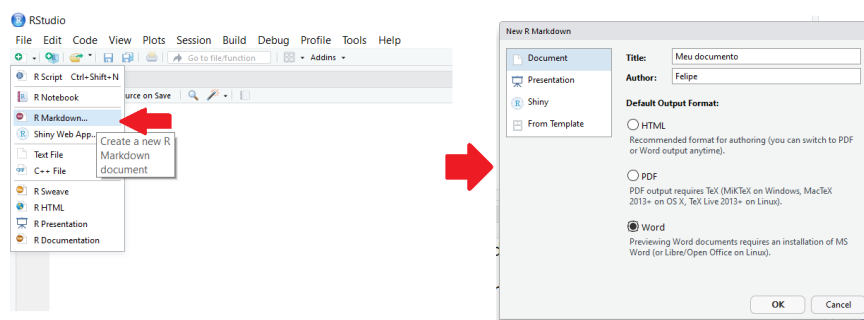 RStudio
File Edit Code View Plots Session Build Debug Profile Tools Help
Go to file/function Addins
R Script Ctrl+Shift+N
R Notebook
urce on Save
R Markdown...
Shiny Web App...
Create a new R
Markdown
document
Text File
C++ File
R Sweave
R HTML
R Presentation
R Documentation
New R Markdown
Document
Presentation
Shiny
From Template
Title: Meu documento
Author: Felipe
Default Output Format:
HTML
Recommended format for authoring (you can switch to PDF
or Word output anytime).
PDF
PDF output requires TeX (MiKTeX on Windows, MacTeX
2013+ on OS X, TeX Live 2013+ on Linux).
Word
Previewing Word documents requires an installation of MS
Word (or Libre/Open Office on Linux).
OK Cancel